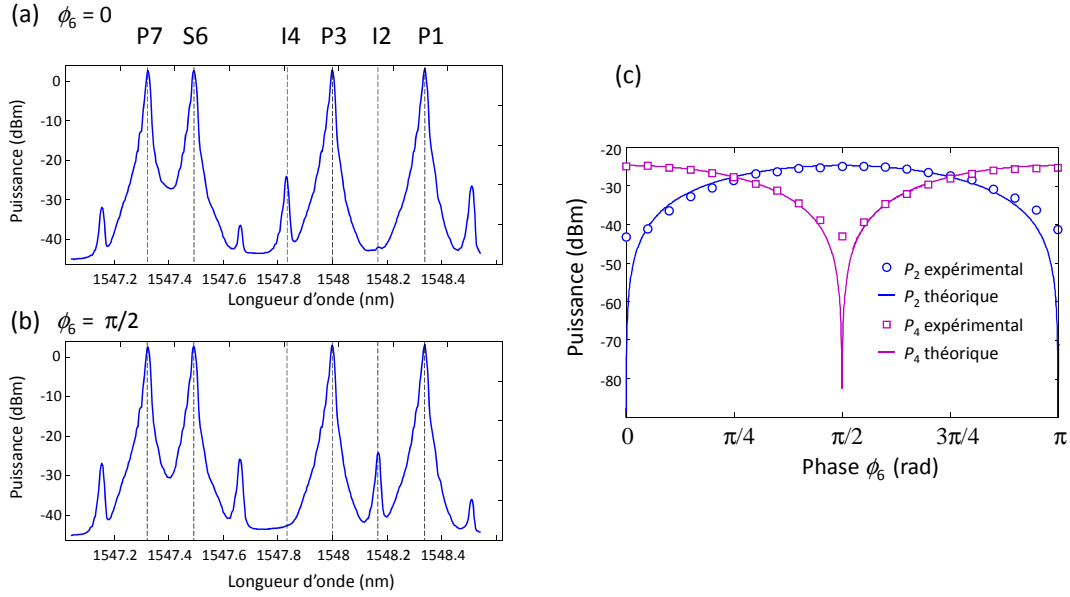 (a) ϕ6 = 0
P7 S6 I4 P3 I2 P1
Puissance (dBm)
0
-10
-20
-30
-40
1547.2 1547.4 1547.6 1547.8 1548 1548.2 1548.4
Longueur d'onde (nm)
(b) ϕ6 = π/2
Puissance (dBm)
0
-10
-20
-30
-40
1547.2 1547.4 1547.6 1547.8 1548 1548.2 1548.4
Longueur d'onde (nm)
(c)
Puissance (dBm)
-20
-30
-40
-50
-60
-70
-80
P2 expérimental
P2 théorique
P4 expérimental
P4 théorique
0 π/4 π/2 3π/4 π
Phase ϕ6 (rad)